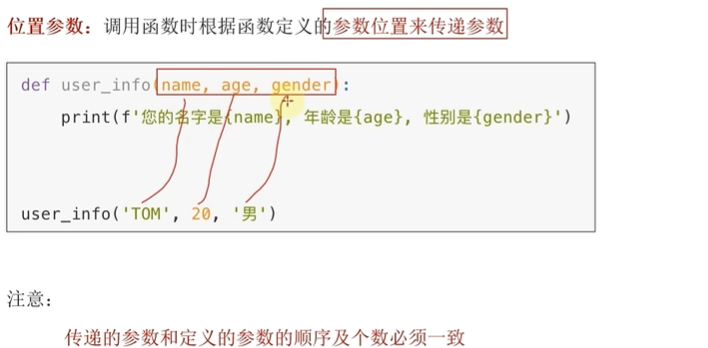 位置参数：调用函数时根据函数定义的参数位置来传递参数
def user_info(name, age, gender):
    print(f'您的名字是{name}, 年龄是{age}, 性别是{gender}')
user_info('TOM', 20, '男')
注意：
传递的参数和定义的参数的顺序及个数必须一致